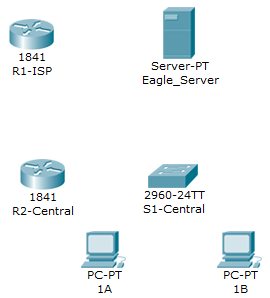 1841
R1-ISP
Server-PT
Eagle_Server
1841
R2-Central
2960-24TT
S1-Central
PC-PT
1A
PC-PT
1B